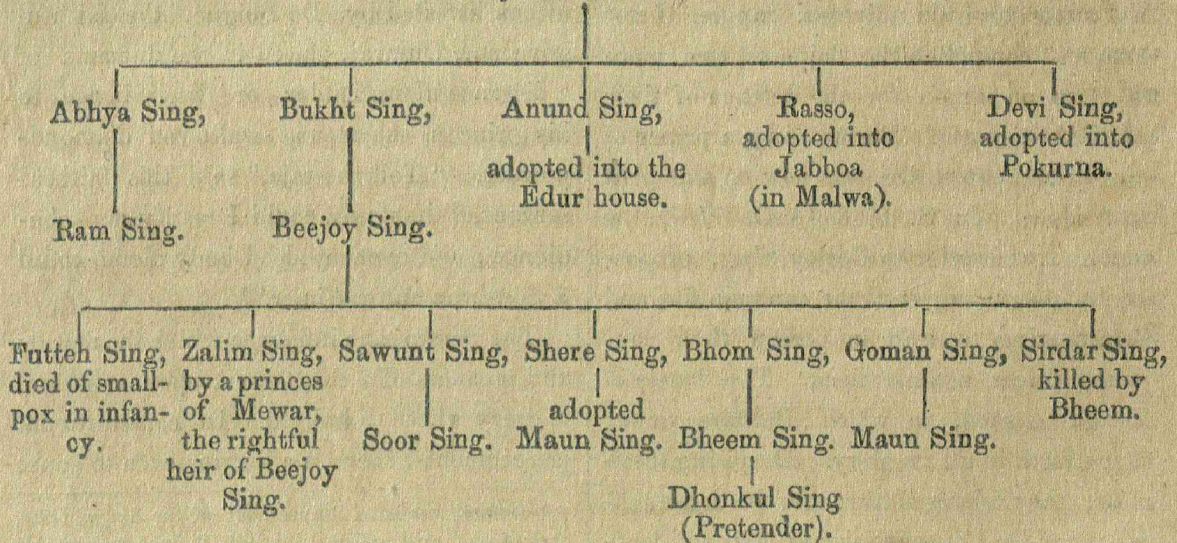 Abhya Sing,
Ram Sing.
Bukht Sing,
Beejoy Sing.
Anund Sing,
adopted into the
Edur house.
Rasso,
adopted into
Jabboa
(in Malwa).
Devi Sing,
adopted into
Pokurna.
Futteh Sing,
died of small-
pox in infan-
cy.
Zalim Sing,
by a princes
of Mewar,
the rightful
heir of Beejoy
Sing.
Sawunt Sing,
Soor Sing.
Shere Sing,
adopted
Maun Sing.
Bhom Sing,
Bheem Sing.
Dhonkul Sing
(Pretender).
Goman Sing,
Maun Sing.
Sirdar Sing,
killed by
Bheem.